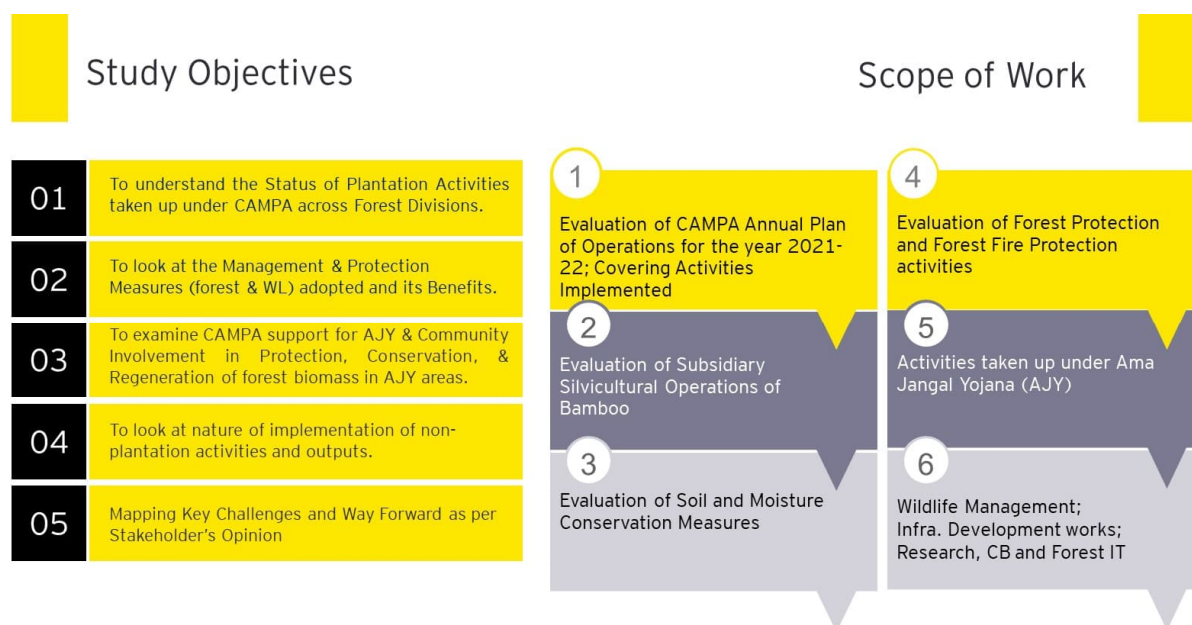 Study Objectives
Scope of Work
01
To understand the Status of Plantation Activities
taken up under CAMPA across Forest Divisions.
02
To look at the Management & Protection
Measures (forest & WL) adopted and its Benefits.
03
To examine CAMPA support for AJY & Community
Involvement in Protection, Conservation, &
Regeneration of forest biomass in AJY areas.
04
To look at nature of implementation of non-
plantation activities and outputs.
05
Mapping Key Challenges and Way Forward as per
Stakeholder's Opinion
1
Evaluation of CAMPA Annual Plan
of Operations for the year 2021-
22; Covering Activities
Implemented
2
Evaluation of Subsidiary
Silvicultural Operations of
Bamboo
3
Evaluation of Soil and Moisture
Conservation Measures
4
Evaluation of Forest Protection
and Forest Fire Protection
activities
5
Activities taken up under Ama
Jangal Yojana (AJY)
6
Wildlife Management;
Infra. Development works;
Research, CB and Forest IT